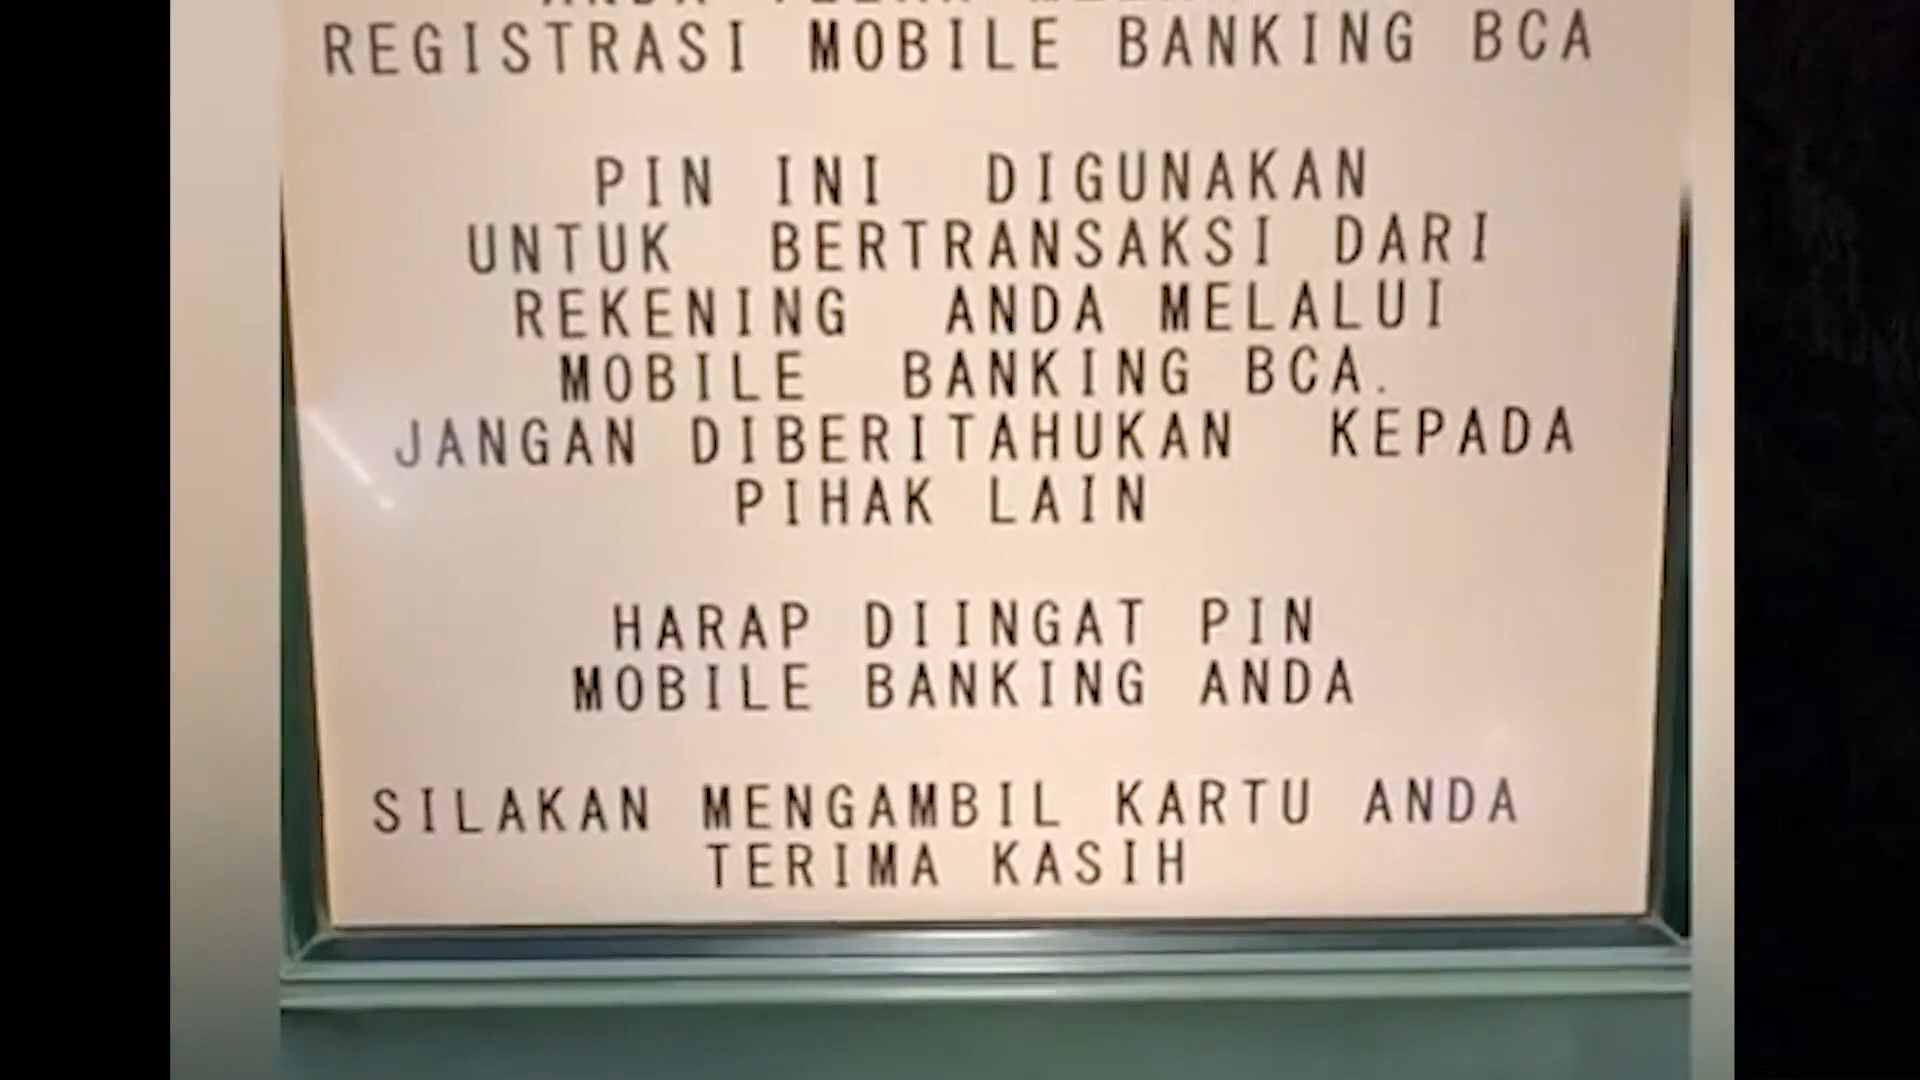 REGISTRASI MOBILE BANKING BCA
PIN INI DIGUNAKAN
UNTUK BERTRANSAKSI DARI
REKENING ANDA MELALUI
MOBILE BANKING BCA.
JANGAN DIBERITAHUKAN KEPADA
PIHAK LAIN
HARAP DIINGAT PIN
MOBILE BANKING ANDA
SILAKAN MENGAMBIL KARTU ANDA
TERIMA KASIH